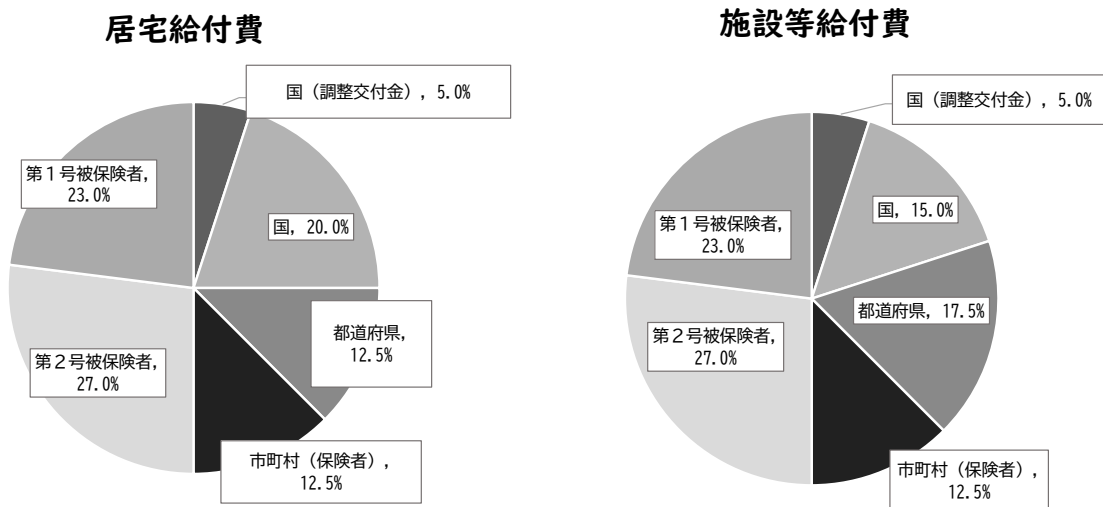 居宅給付費
国（調整交付金）, 5.0%
第１号被保険者,
23.0%
国, 20.0%
都道府県,
12.5%
第２号被保険者,
27.0%
市町村（保険者）,
12.5%
施設等給付費
国（調整交付金）, 5.0%
第１号被保険者,
23.0%
国, 15.0%
都道府県, 17.5%
第２号被保険者,
27.0%
市町村（保険者）,
12.5%